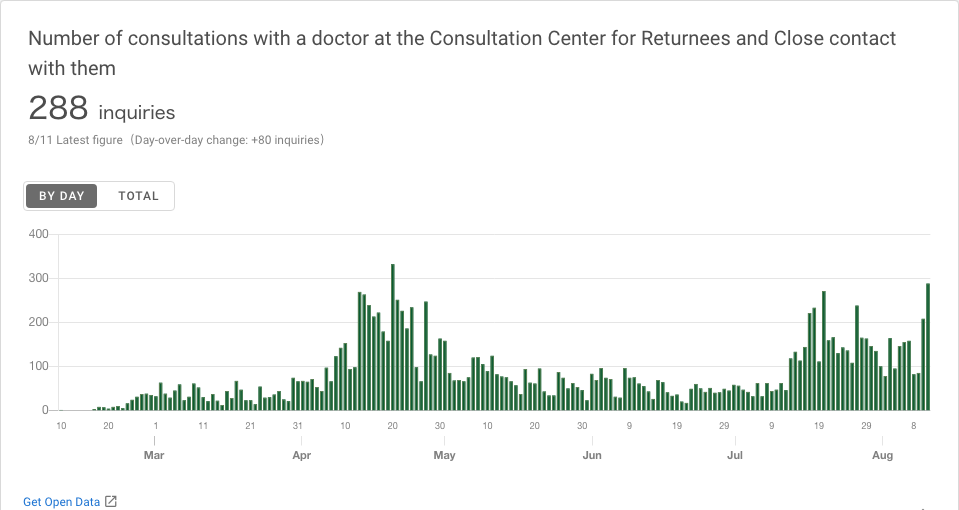 Number of consultations with a doctor at the Consultation Center for Returnees and Close contact
with them
288 inquiries
8/11 Latest figure（Day-over-day change: +80 inquiries）
BY DAY TOTAL
400
300
200
100
0
10 20 1 11 21 31 10 20 30 10 20 30 9 19 29 9 19 29 8
Mar Apr May Jun Jul Aug
Get Open Data